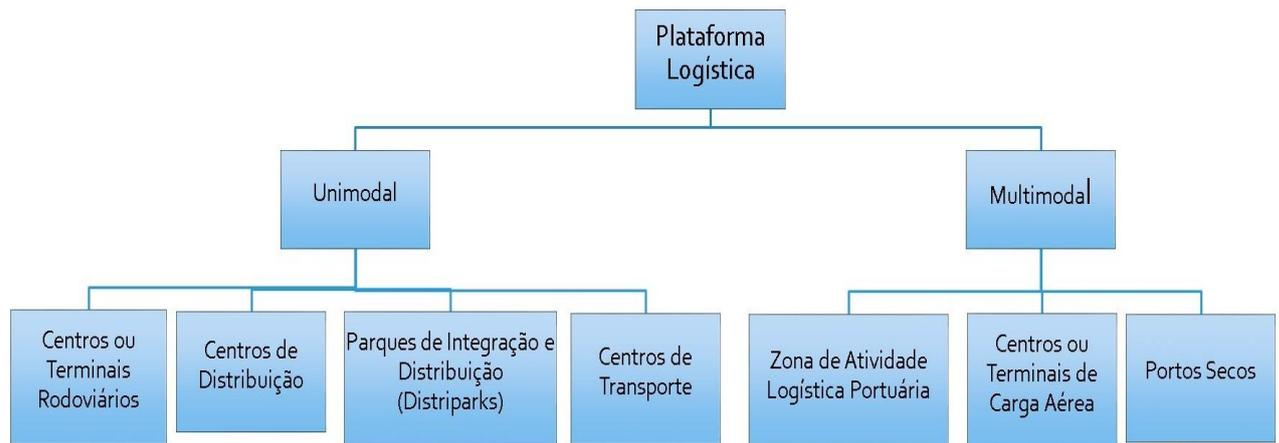 Plataforma
Logística
Unimodal
Multimodal
Centros ou
Terminais
Rodoviários
Centros de
Distribuição
Parques de Integração e
Distribuição
(Distriparks)
Centros de
Transporte
Zona de Atividade
Logística Portuária
Centros ou
Terminais de
Carga Aérea
Portos Secos